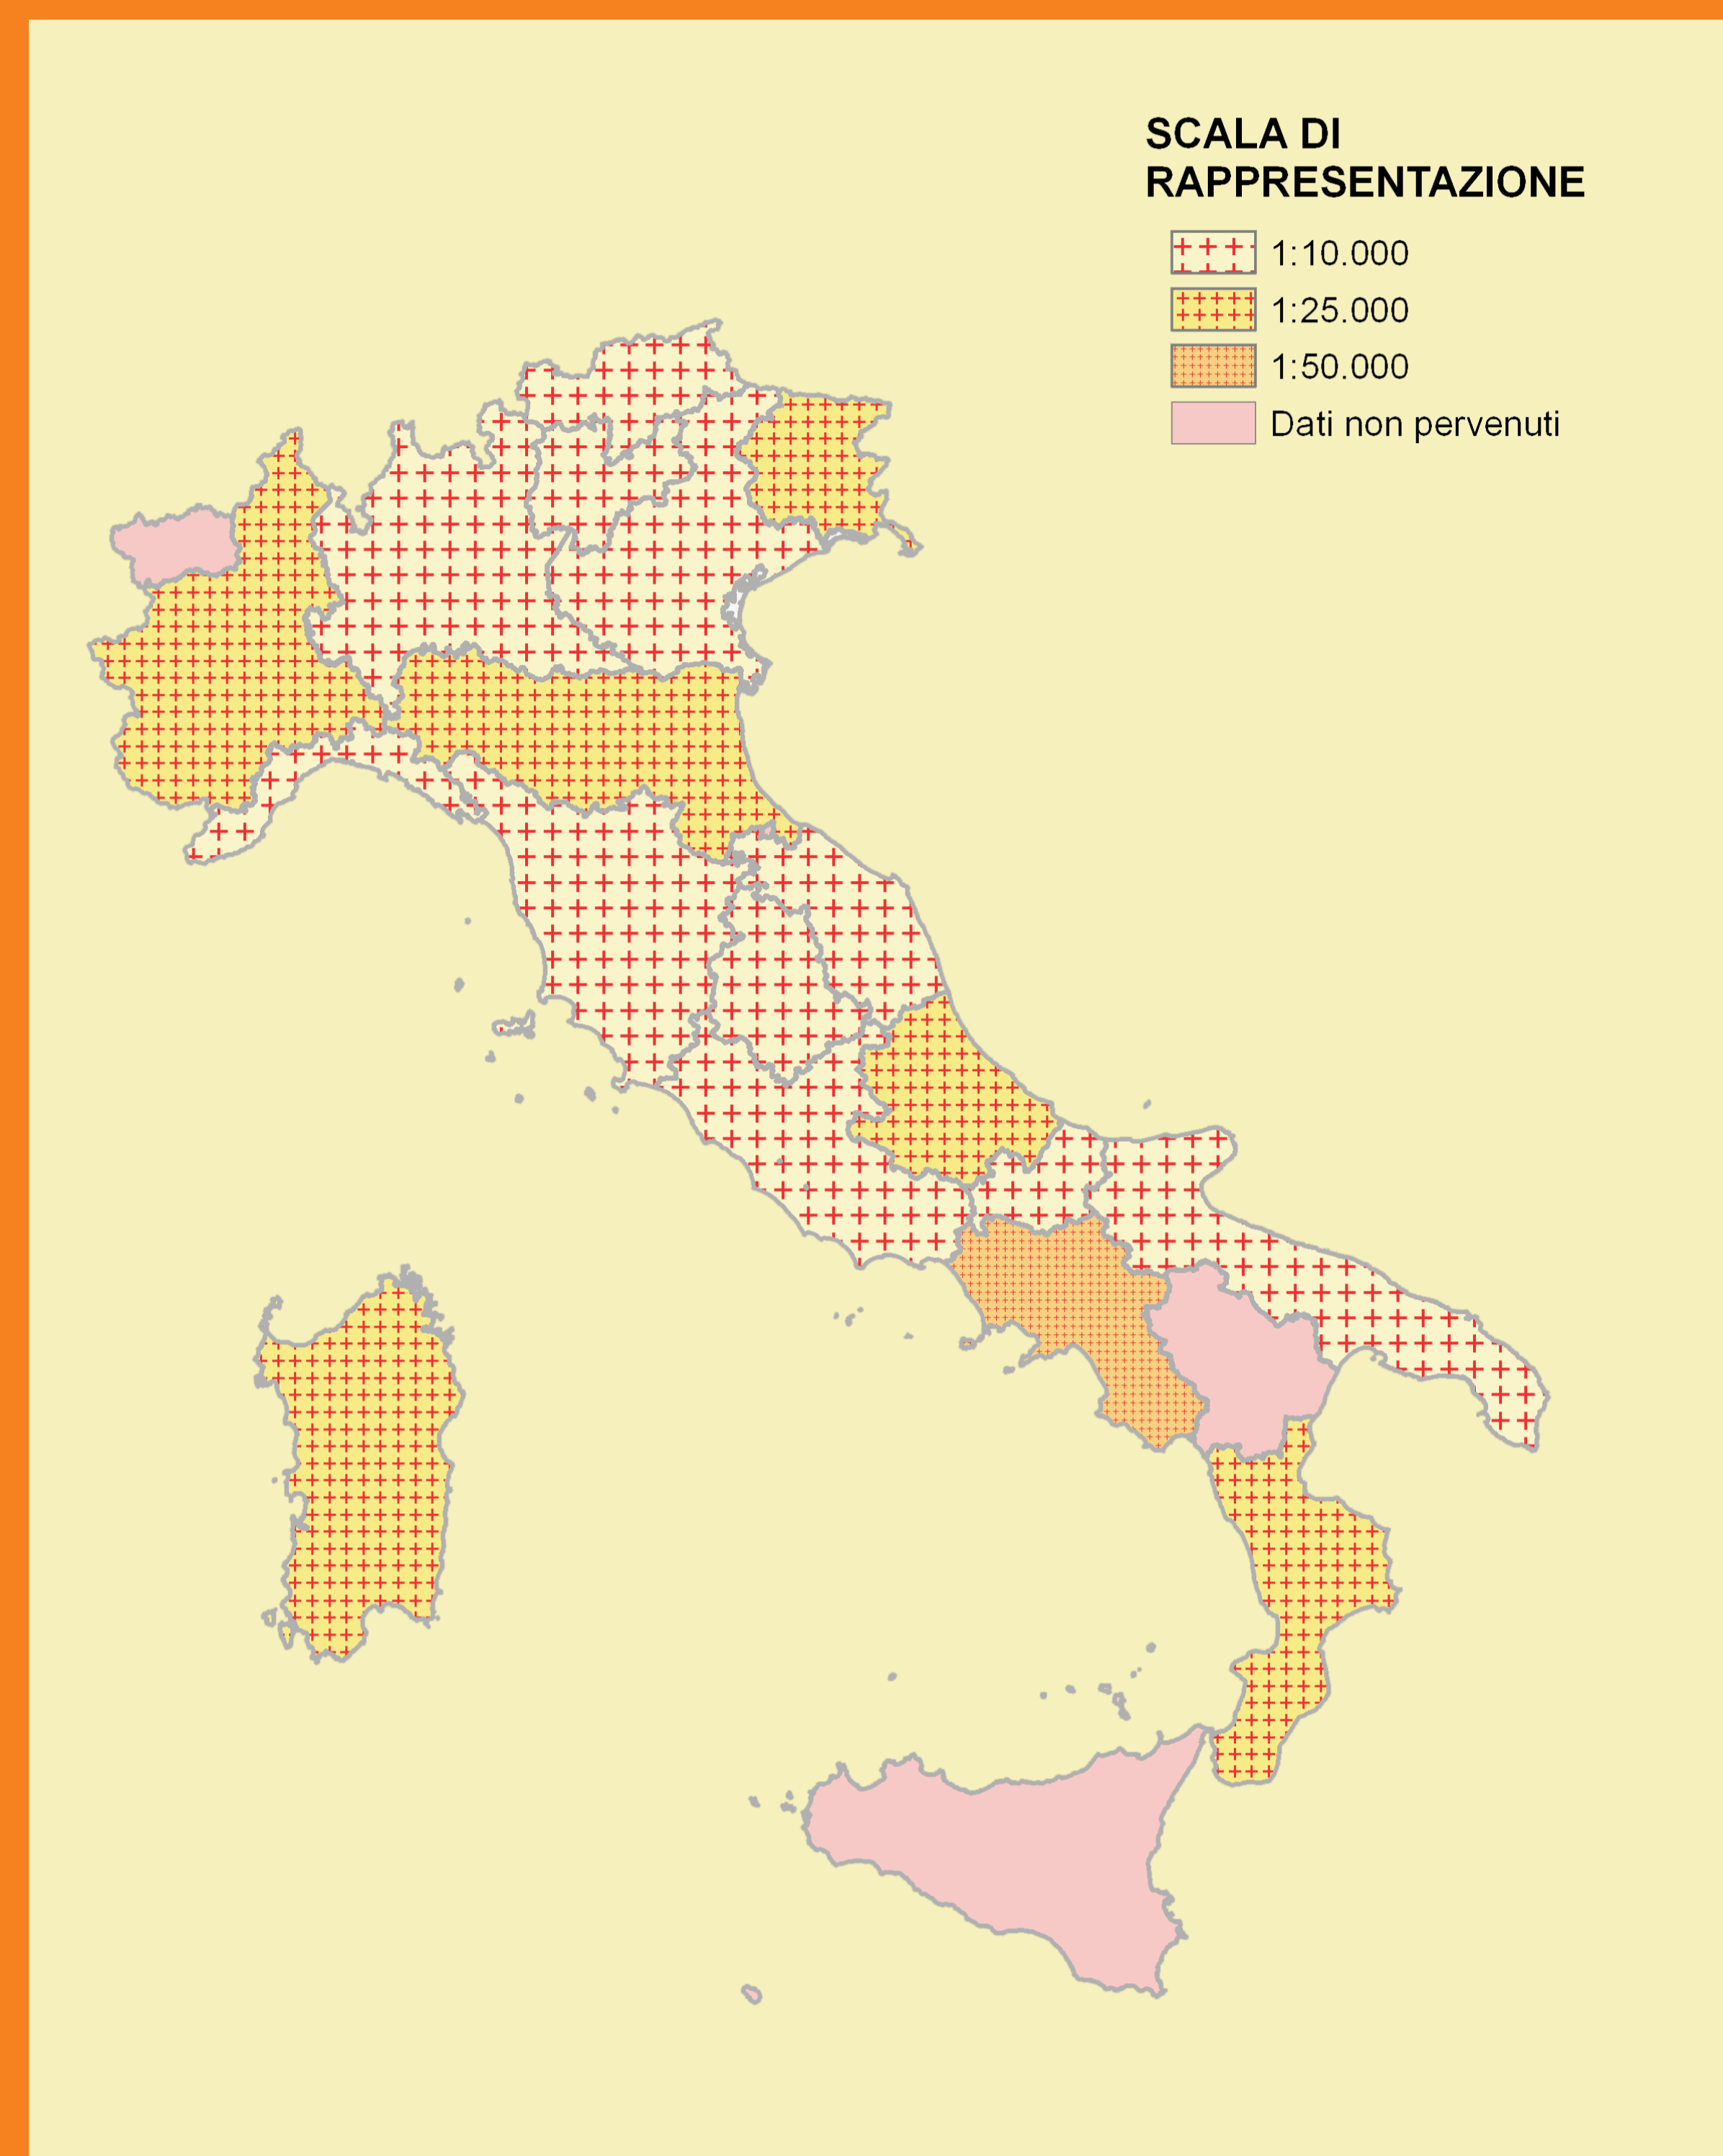 SCALA DI
RAPPRESENTAZIONE
1:10.000
1:25.000
1:50.000
Dati non pervenuti